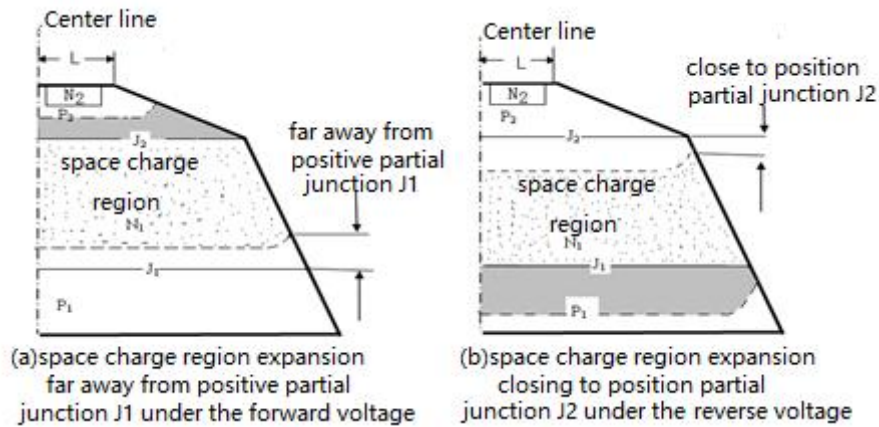 Center line
L
N2
P2
J2
space charge
region
N1
J1
P1
far away from
positive partial
junction J1
(a)space charge region expansion
far away from positive partial
junction J1 under the forward voltage
Center line
L
N2
P2
J2
space charge
region
N1
J1
P1
close to position
partial
junction J2
(b)space charge region expansion
closing to position partial
junction J2 under the reverse voltage